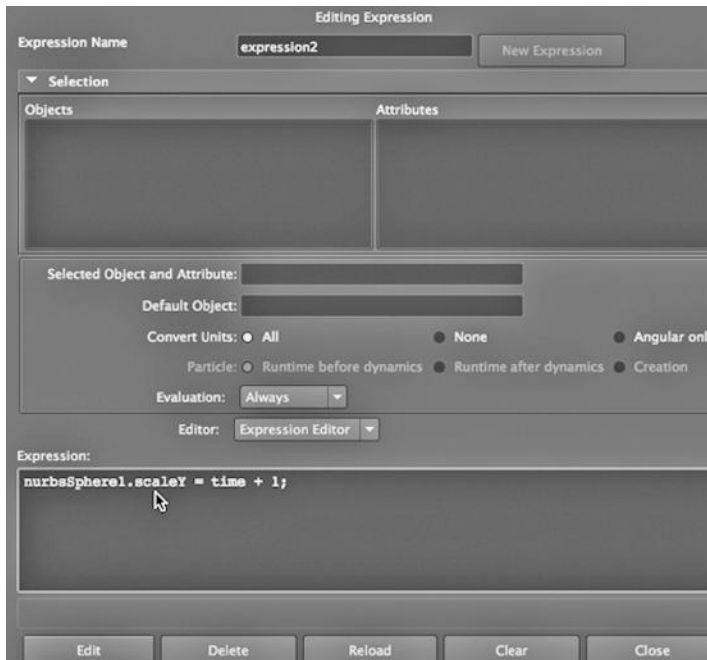 Editing Expression
Expression Name expression2 New Expression
Selection
Objects Attributes
Selected Object and Attribute:
Default Object:
Convert Units: All None Angular onl
Particle: Runtime before dynamics Runtime after dynamics Creation
Evaluation: Always
Editor: Expression Editor
Expression:
nurbsSphere1.scaleY = time + 1;
Edit Delete Reload Clear Close